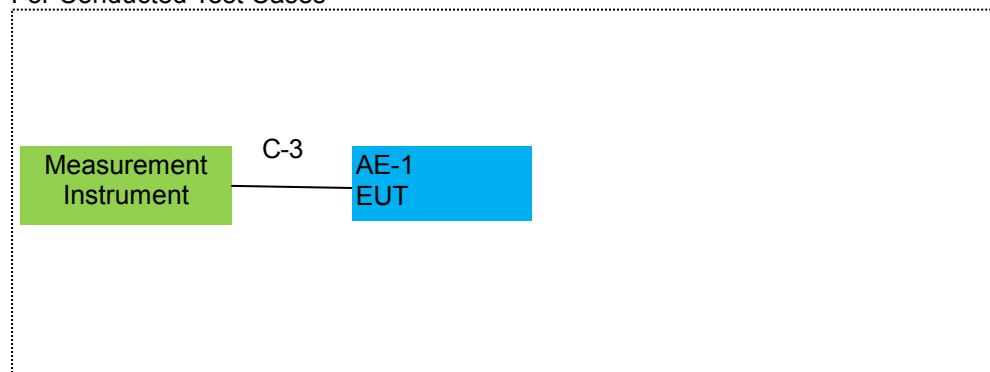 For Conducted Test Cases
C-3
Measurement
Instrument
AE-1
EUT